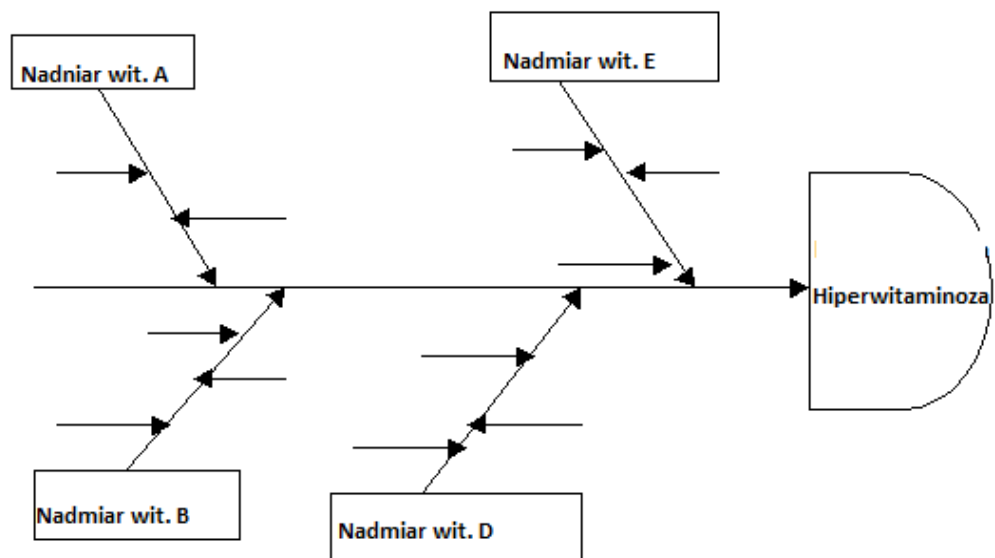 Nadniar wit. A
Nadmiar wit. E
Hiperwitaminoza
Nadmiar wit. B
Nadmiar wit. D